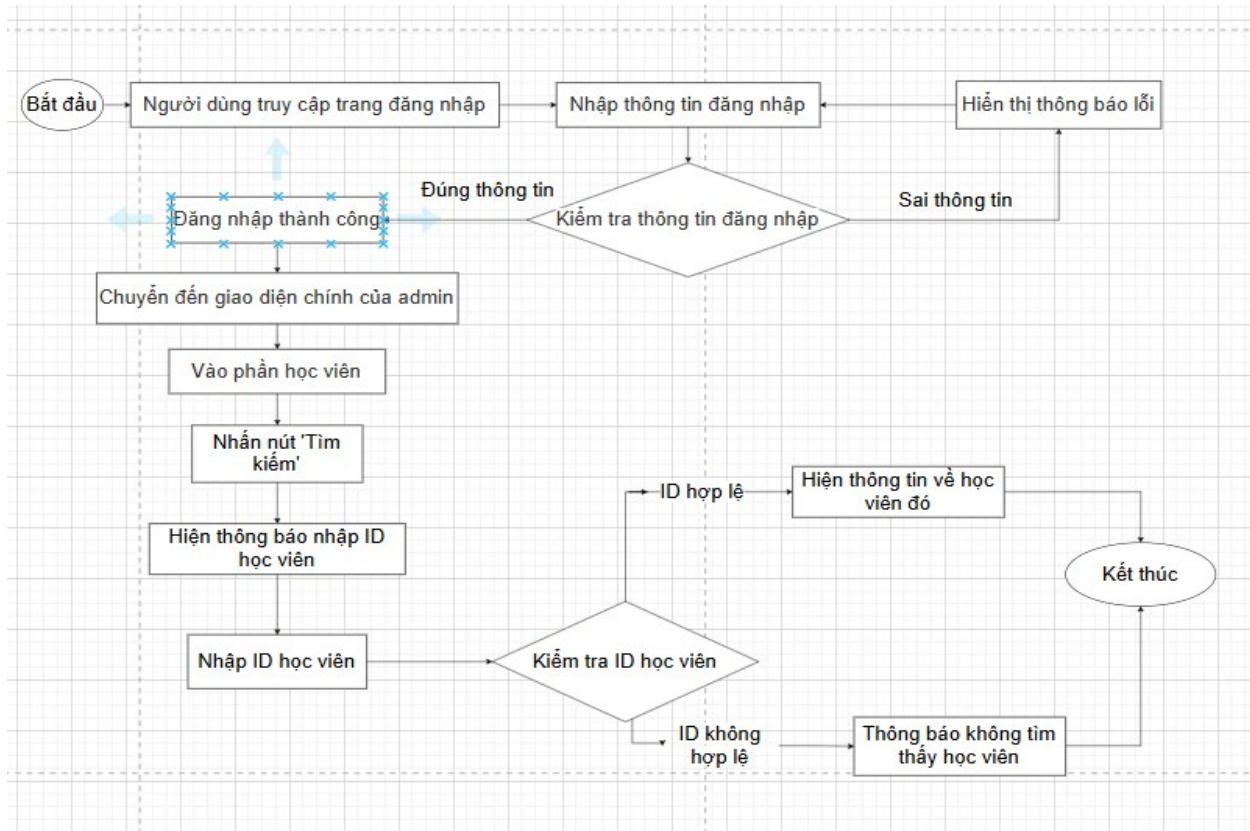 Bắt đầu
Người dùng truy cập trang đăng nhập
Nhập thông tin đăng nhập
Hiển thị thông báo lỗi
Đúng thông tin
Sai thông tin
Đăng nhập thành công
Kiểm tra thông tin đăng nhập
Chuyển đến giao diện chính của admin
Vào phần học viên
Nhấn nút 'Tìm
kiếm'
Hiện thông báo nhập ID
học viên
Nhập ID học viên
Kiểm tra ID học viên
ID hợp lệ
Hiện thông tin về học
viên đó
Kết thúc
ID không
hợp lệ
Thông báo không tìm
thấy học viên